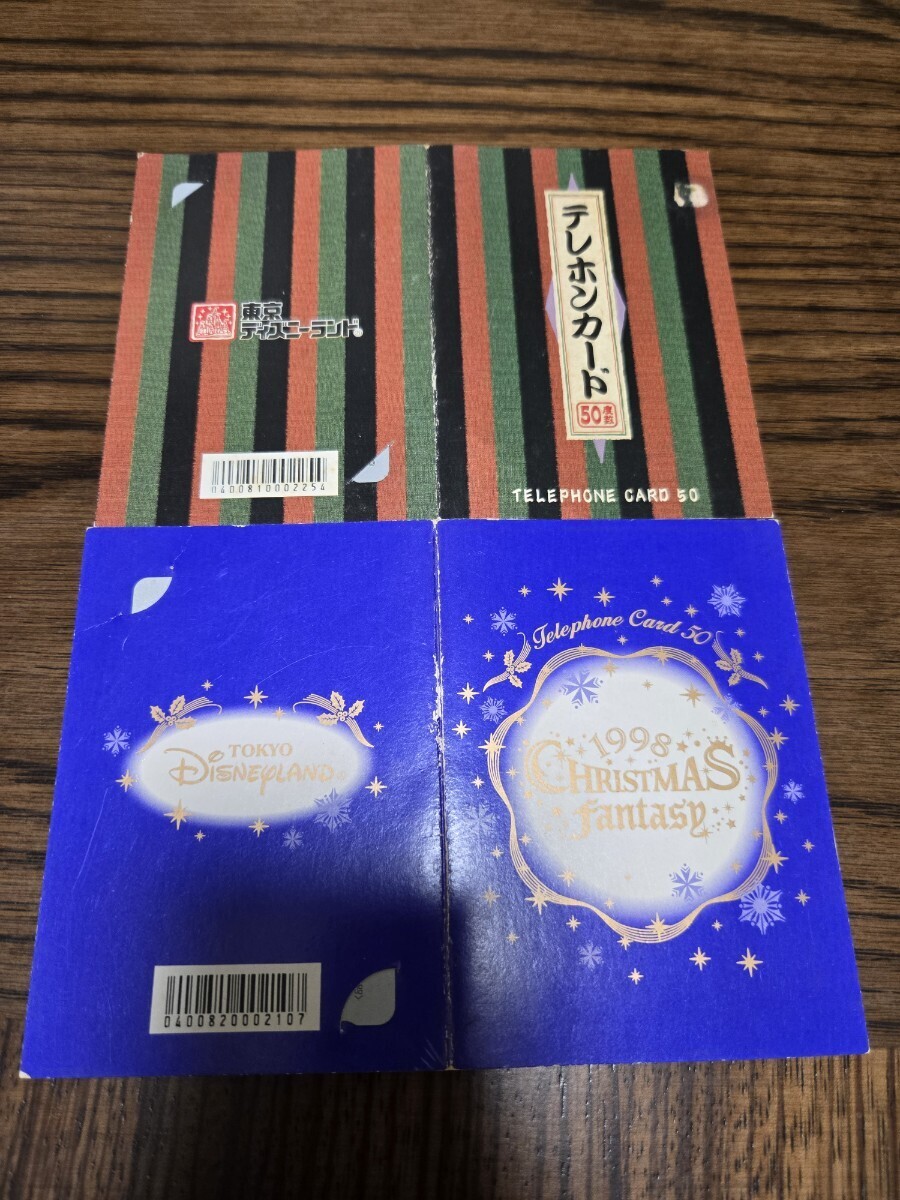 東京
ディズニーランド®
0400810002254
テレホンカード
50度数
TELEPHONE CARD 50
TOKYO
DISNEYLAND®
0400820002107
Telephone Card 50
1998
CHRISTMAS
fantasy